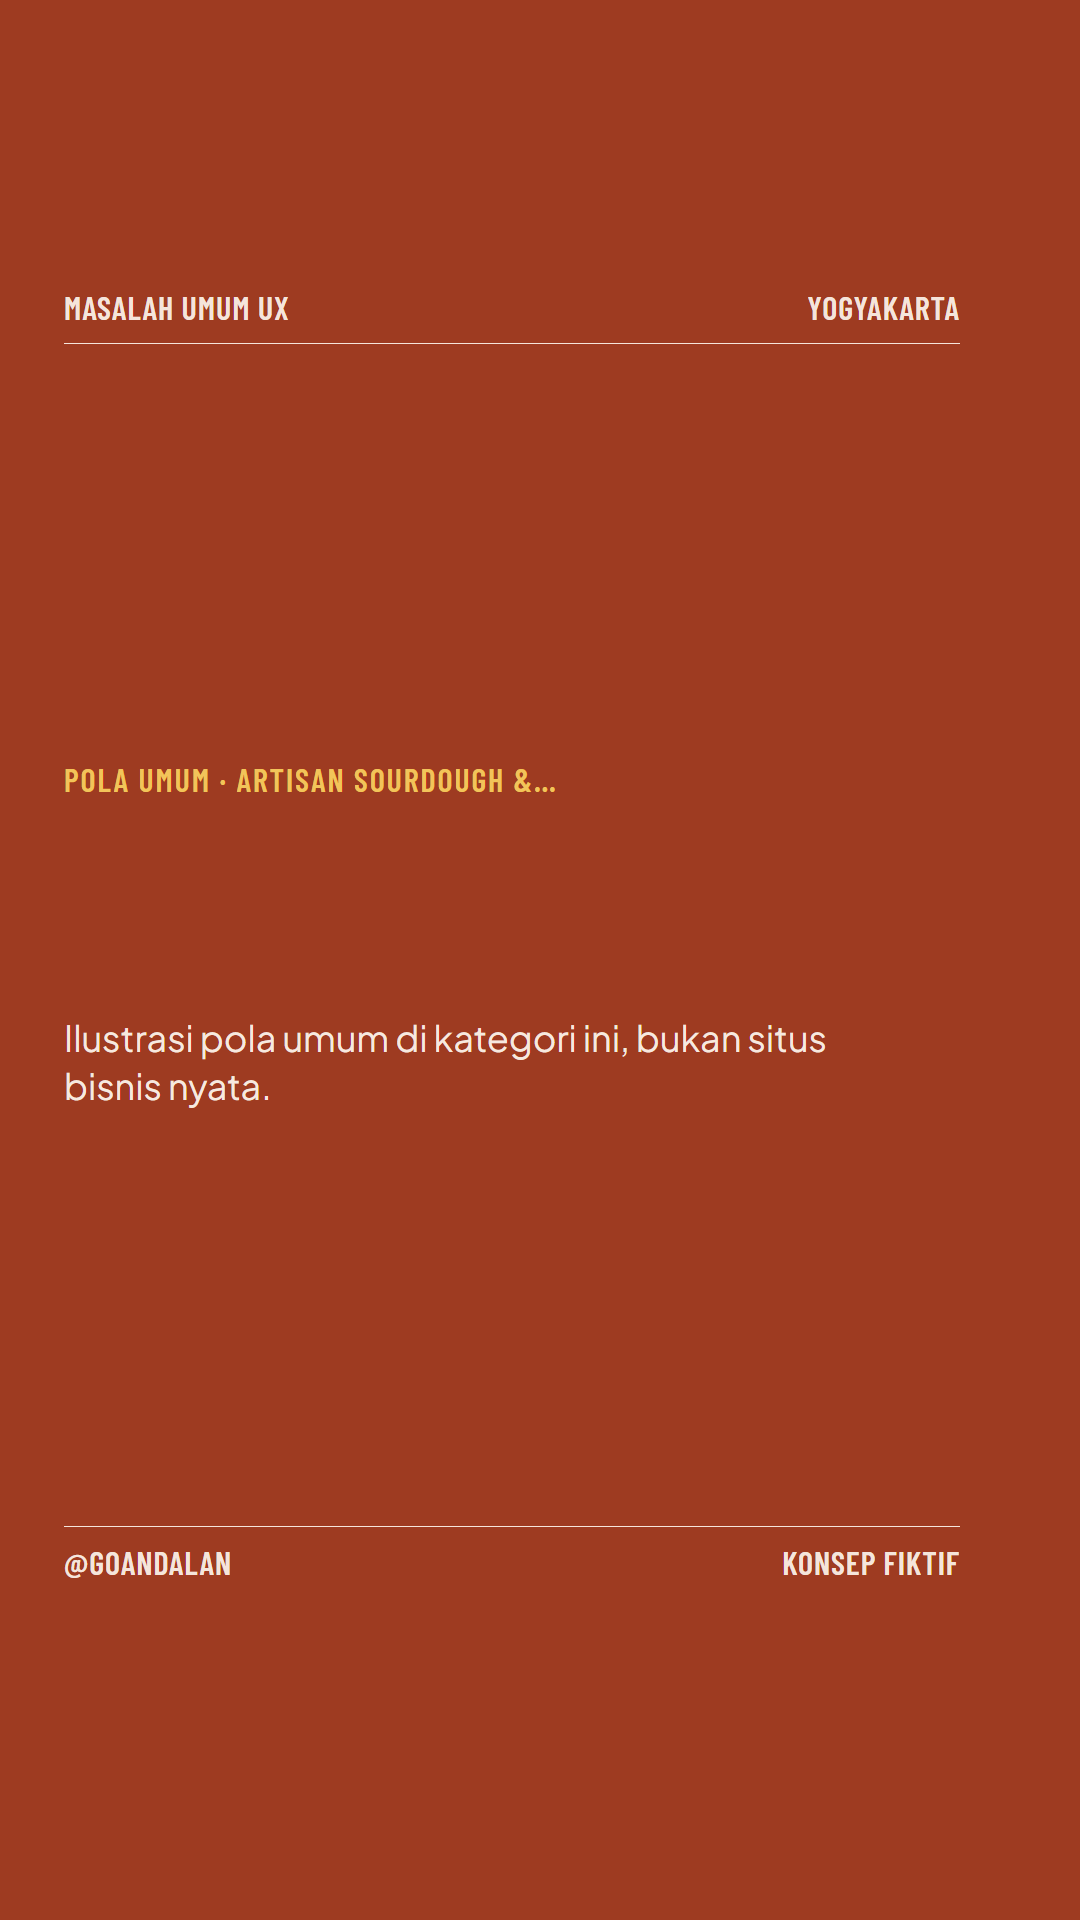 MASALAH UMUM UX
YOGYAKARTA
POLA UMUM · ARTISAN SOURDOUGH &...
Ilustrasi pola umum di kategori ini, bukan situs
bisnis nyata.
@GOANDALAN
KONSEP FIKTIF